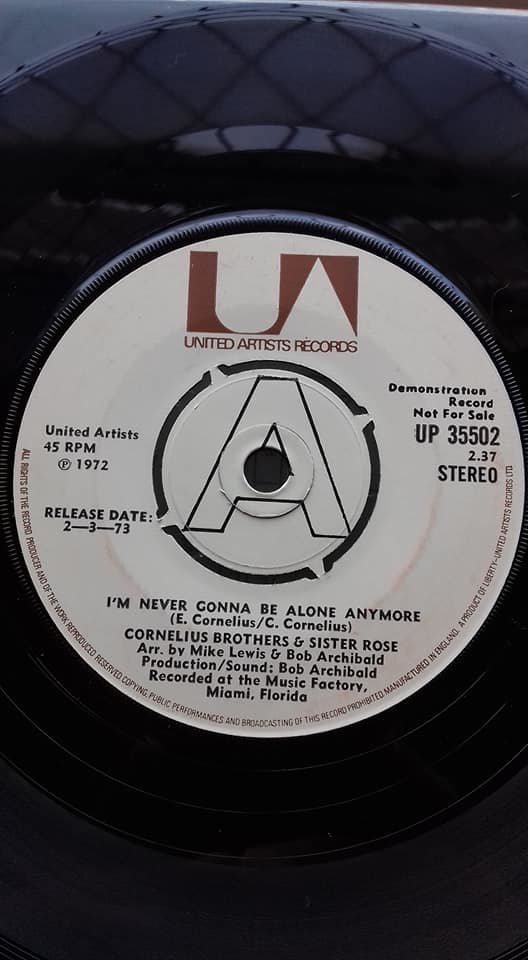 UA
UNITED ARTISTS RECORDS
Demonstration
Record
Not For Sale
UP 35502
2.37
STEREO
United Artists
45 RPM
℗ 1972
RELEASE DATE:
2—3—73
A
I'M NEVER GONNA BE ALONE ANYMORE
(E. Cornelius/C. Cornelius)
CORNELIUS BROTHERS & SISTER ROSE
Arr. by Mike Lewis & Bob Archibald
Production/Sound: Bob Archibald
Recorded at the Music Factory,
Miami, Florida
ALL RIGHTS OF THE RECORD PRODUCER AND OF THE WORK REPRODUCED RESERVED COPYING, PUBLIC PERFORMANCES AND BROADCASTING OF THIS RECORD PROHIBITED MADE IN ENGLAND. A PRODUCT OF LIBERTY—UNITED ARTISTS RECORDS LTD.